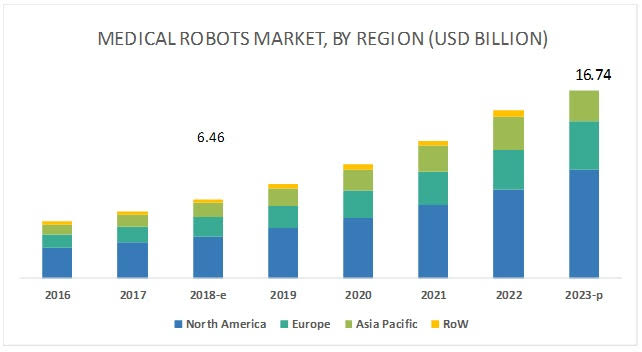 MEDICAL ROBOTS MARKET, BY REGION (USD BILLION)
16.74
6.46
2016 2017 2018-e 2019 2020 2021 2022 2023-p
North America Europe Asia Pacific RoW